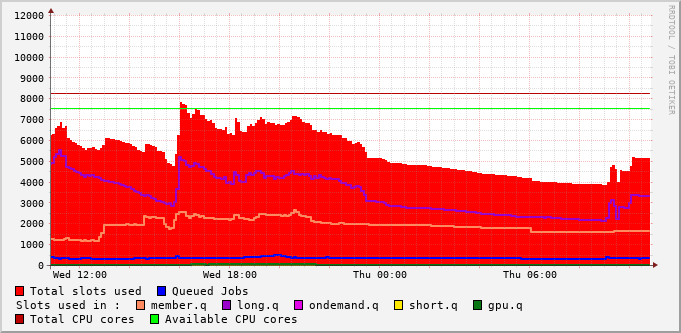 12000
11000
10000
9000
8000
7000
6000
5000
4000
3000
2000
1000
0
Wed 12:00 Wed 18:00 Thu 00:00 Thu 06:00
RRDTOOL / TOBI OETIKER
Total slots used Queued Jobs
Slots used in : member.q long.q ondemand.q short.q gpu.q
Total CPU cores Available CPU cores